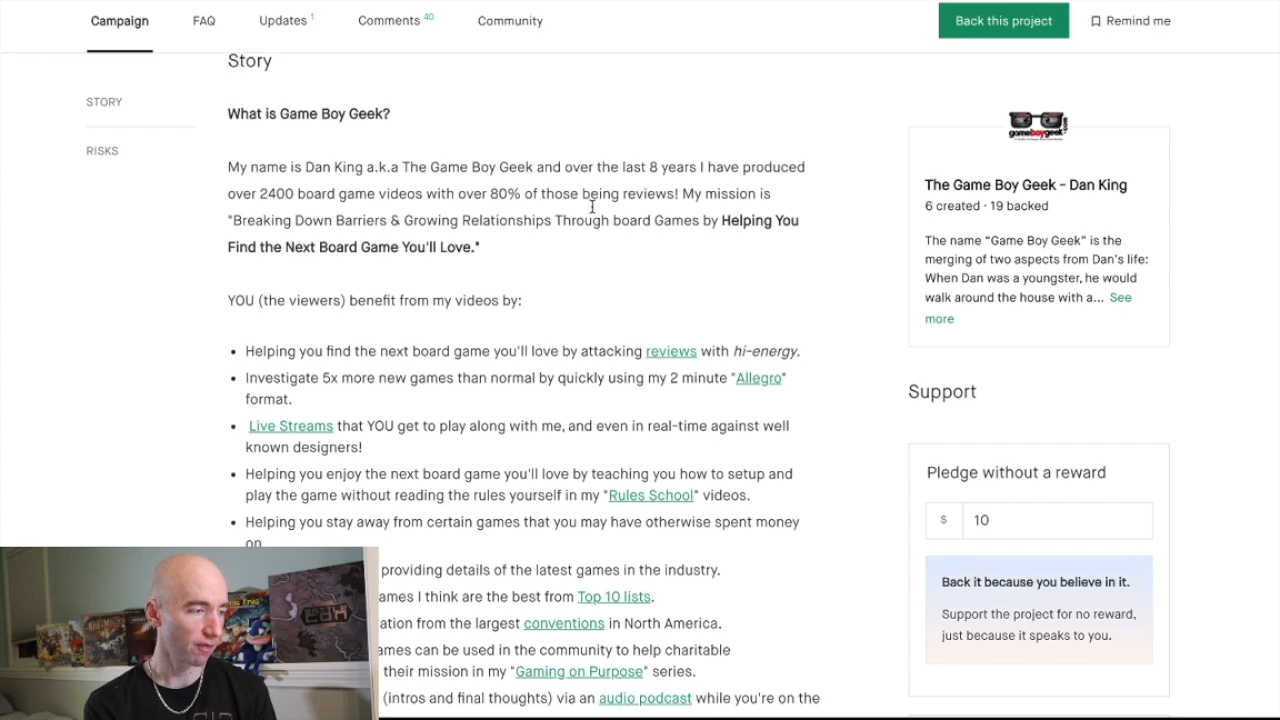 Campaign
FAQ
Updates 1
Comments 40
Community
Back this project
Remind me
Story
STORY
RISKS
What is Game Boy Geek?
My name is Dan King a.k.a The Game Boy Geek and over the last 8 years I have produced
over 2400 board game videos with over 80% of those being reviews! My mission is
"Breaking Down Barriers & Growing Relationships Through board Games by Helping You
Find the Next Board Game You'll Love."
YOU (the viewers) benefit from my videos by:
Helping you find the next board game you'll love by attacking reviews with hi-energy.
Investigate 5x more new games than normal by quickly using my 2 minute "Allegro"
format.
Live Streams that YOU get to play along with me, and even in real-time against well
known designers!
Helping you enjoy the next board game you'll love by teaching you how to setup and
play the game without reading the rules yourself in my "Rules School" videos.
Helping you stay away from certain games that you may have otherwise spent money
on
providing details of the latest games in the industry.
ames I think are the best from Top 10 lists.
ation from the largest conventions in North America.
ames can be used in the community to help charitable
their mission in my "Gaming on Purpose" series.
(intros and final thoughts) via an audio podcast while you're on the
gameboygeek.com
The Game Boy Geek - Dan King
6 created · 19 backed
The name “Game Boy Geek” is the
merging of two aspects from Dan's life:
When Dan was a youngster, he would
walk around the house with a... See
more
Support
Pledge without a reward
$ 10
Back it because you believe in it.
Support the project for no reward,
just because it speaks to you.